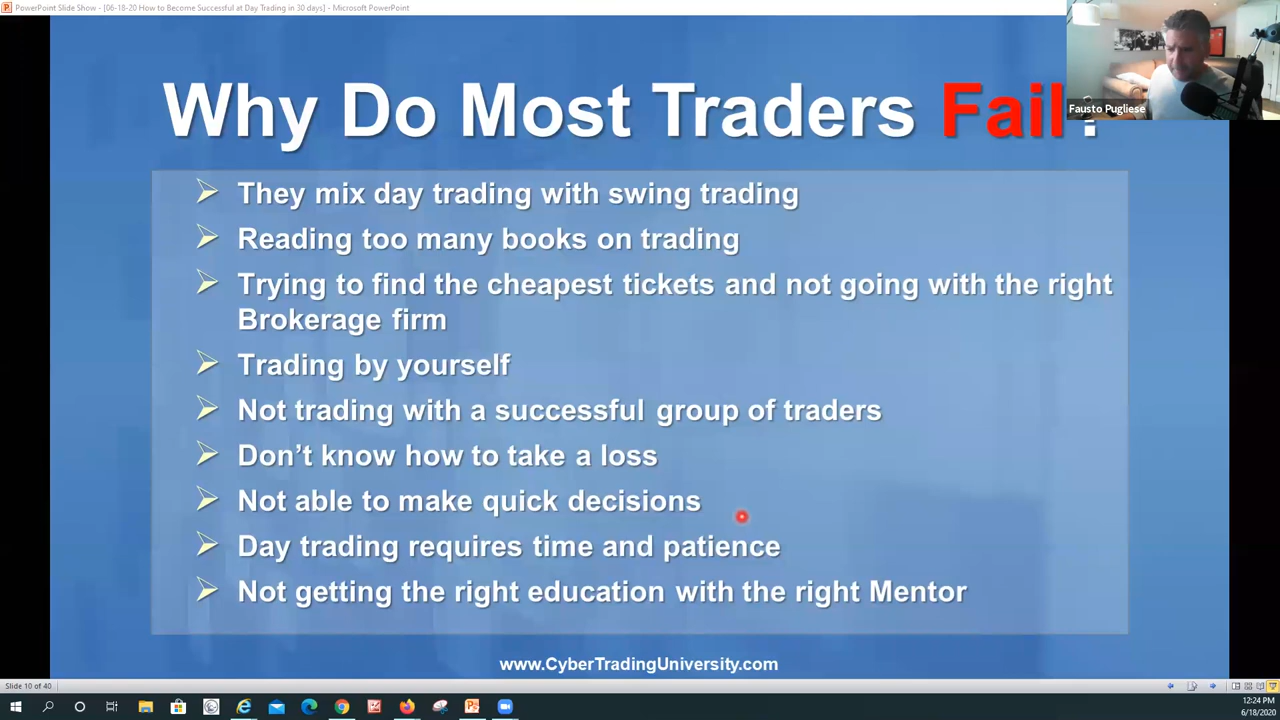 PowerPoint Slide Show - [06-18-20 How to Become Successful at Day Trading in 30 days] - Microsoft PowerPoint
Why Do Most Traders Fail?
Fausto Pugliese
They mix day trading with swing trading
Reading too many books on trading
Trying to find the cheapest tickets and not going with the right
Brokerage firm
Trading by yourself
Not trading with a successful group of traders
Don't know how to take a loss
Not able to make quick decisions
Day trading requires time and patience
Not getting the right education with the right Mentor
www.CyberTradingUniversity.com
Slide 10 of 40
12:24 PM
6/18/2020